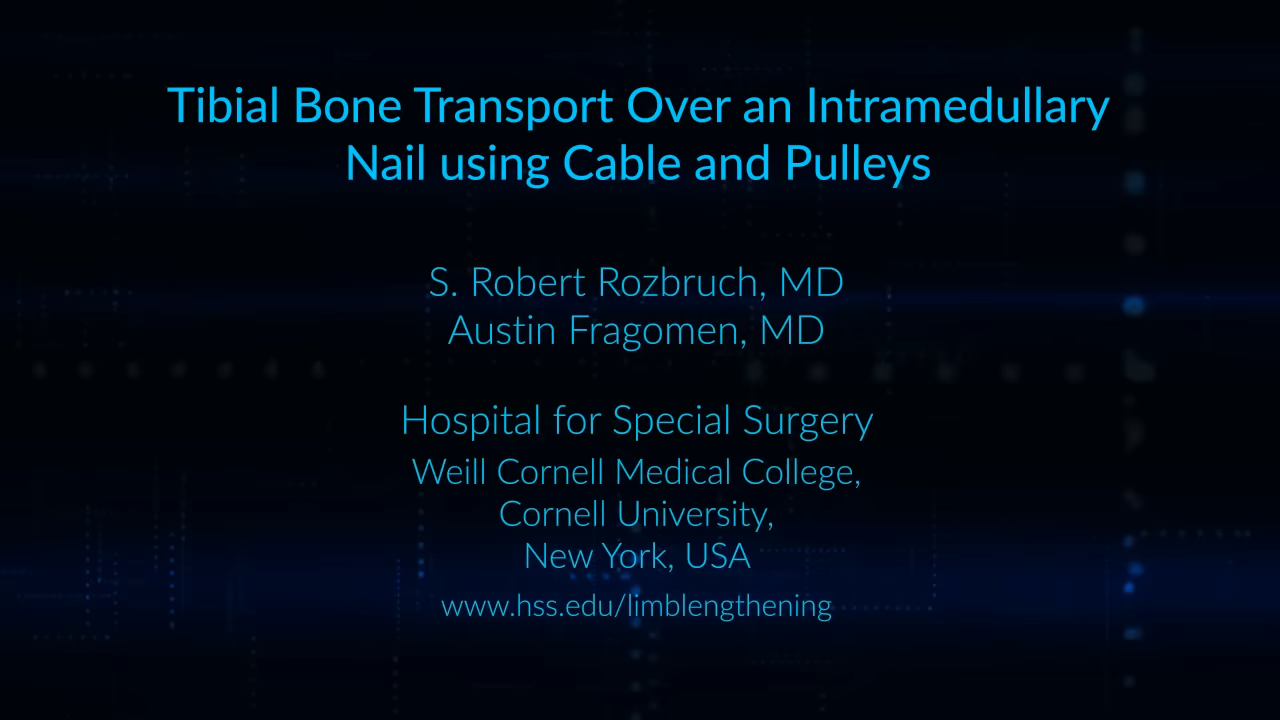 Tibial Bone Transport Over an Intramedullary
Nail using Cable and Pulleys
S. Robert Rozbruch, MD
Austin Fragomen, MD
Hospital for Special Surgery
Weill Cornell Medical College,
Cornell University,
New York, USA
www.hss.edu/limblengthening